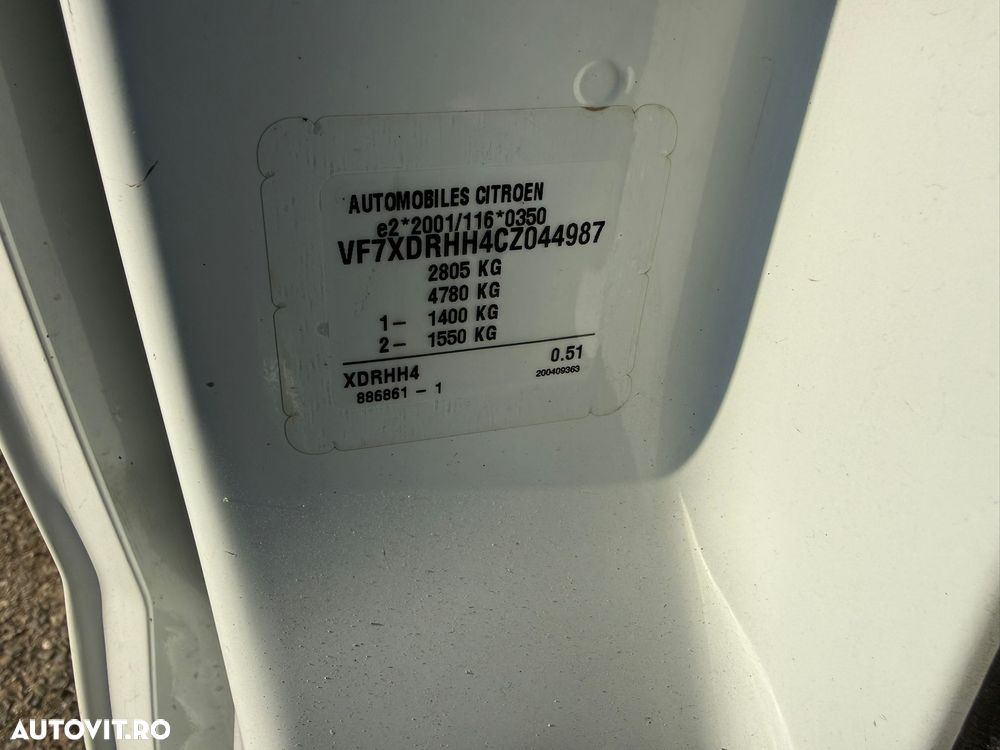 AUTOMOBILES CITROEN
e2*2001/116*0350
VF7XDRHH4CZ044987
2805 KG
4780 KG
1– 1400 KG
2– 1550 KG
XDRHH4 0.51
886861 – 1 200409363
AUTOVIT.RO